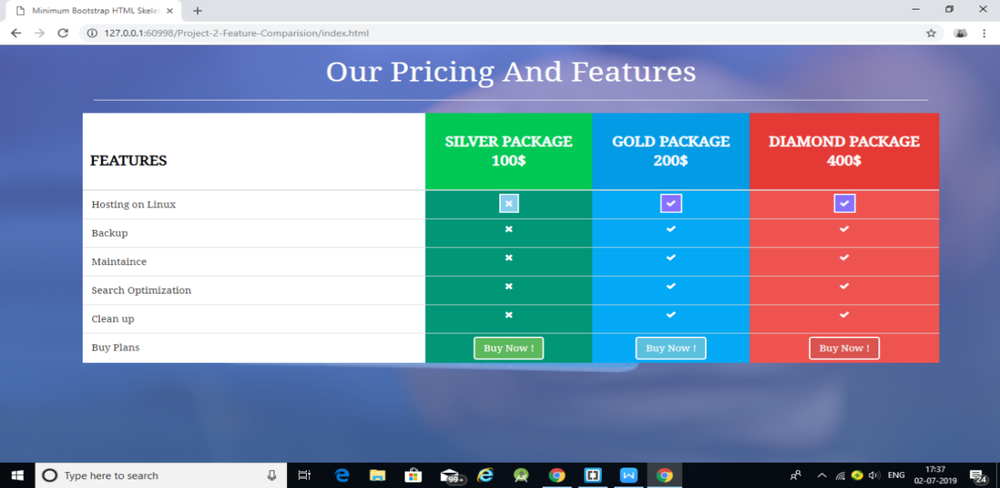 Minimum Bootstrap HTML Skelet
127.0.0.1:60998/Project-2-Feature-Comparision/index.html
Our Pricing And Features
FEATURES
SILVER PACKAGE
100$
GOLD PACKAGE
200$
DIAMOND PACKAGE
400$
Hosting on Linux
Backup
Maintaince
Search Optimization
Clean up
Buy Plans
Buy Now !
Buy Now !
Buy Now !
Type here to search
99+
ENG
17:37
02-07-2019
24